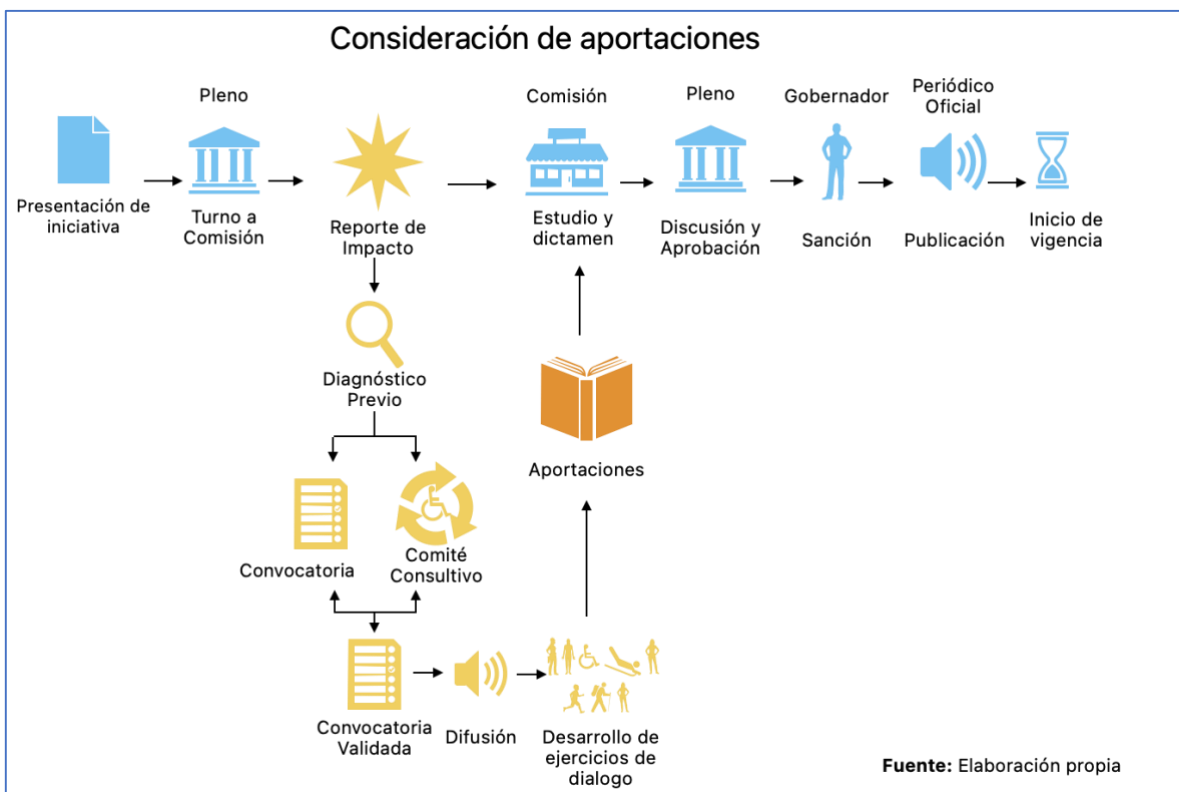 Consideración de aportaciones
Pleno
Comisión
Pleno
Gobernador
Periódico
Oficial
Presentación de
iniciativa
Turno a
Comisión
Reporte de
Impacto
Estudio y
dictamen
Discusión y
Aprobación
Sanción
Publicación
Inicio de
vigencia
Diagnóstico
Previo
Aportaciones
Convocatoria
Comité
Consultivo
Convocatoria
Validada
Difusión
Desarrollo de
ejercicios de
dialogo
Fuente: Elaboración propia